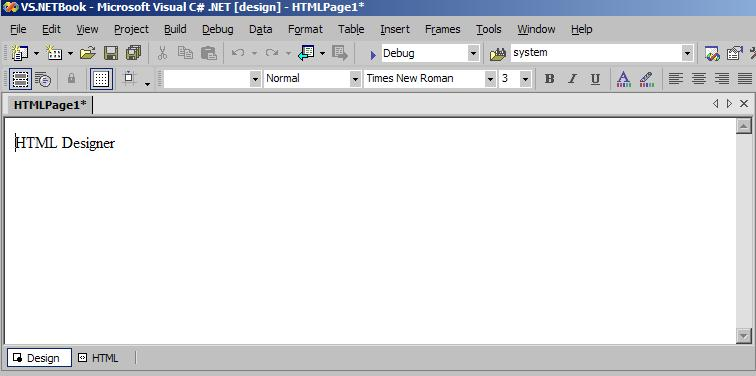 VS.NETBook - Microsoft Visual C# .NET [design] - HTMLPage1*
File Edit View Project Build Debug Data Format Table Insert Frames Tools Window Help
Debug system
Normal Times New Roman 3 B I U A
HTMLPage1*
HTML Designer
Design HTML